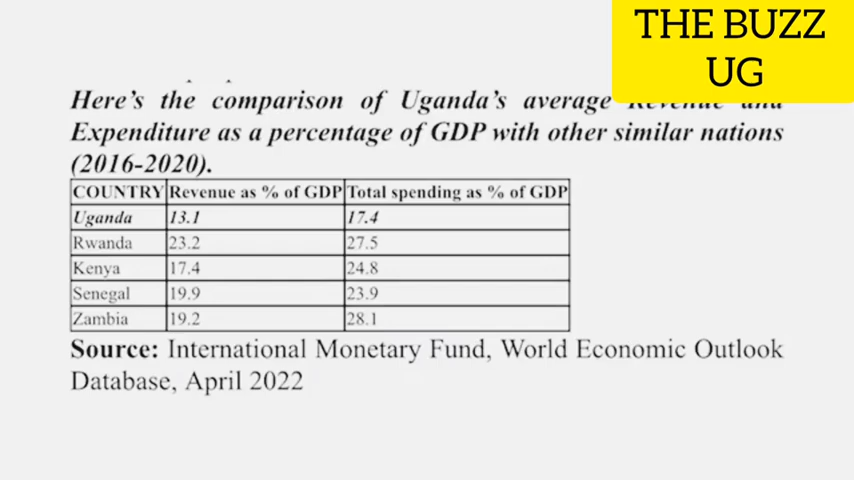 THE BUZZ
UG
Here's the comparison of Uganda's average Revenue and
Expenditure as a percentage of GDP with other similar nations
(2016-2020).
COUNTRY Revenue as % of GDP Total spending as % of GDP
Uganda 13.1 17.4
Rwanda 23.2 27.5
Kenya 17.4 24.8
Senegal 19.9 23.9
Zambia 19.2 28.1
Source: International Monetary Fund, World Economic Outlook
Database, April 2022